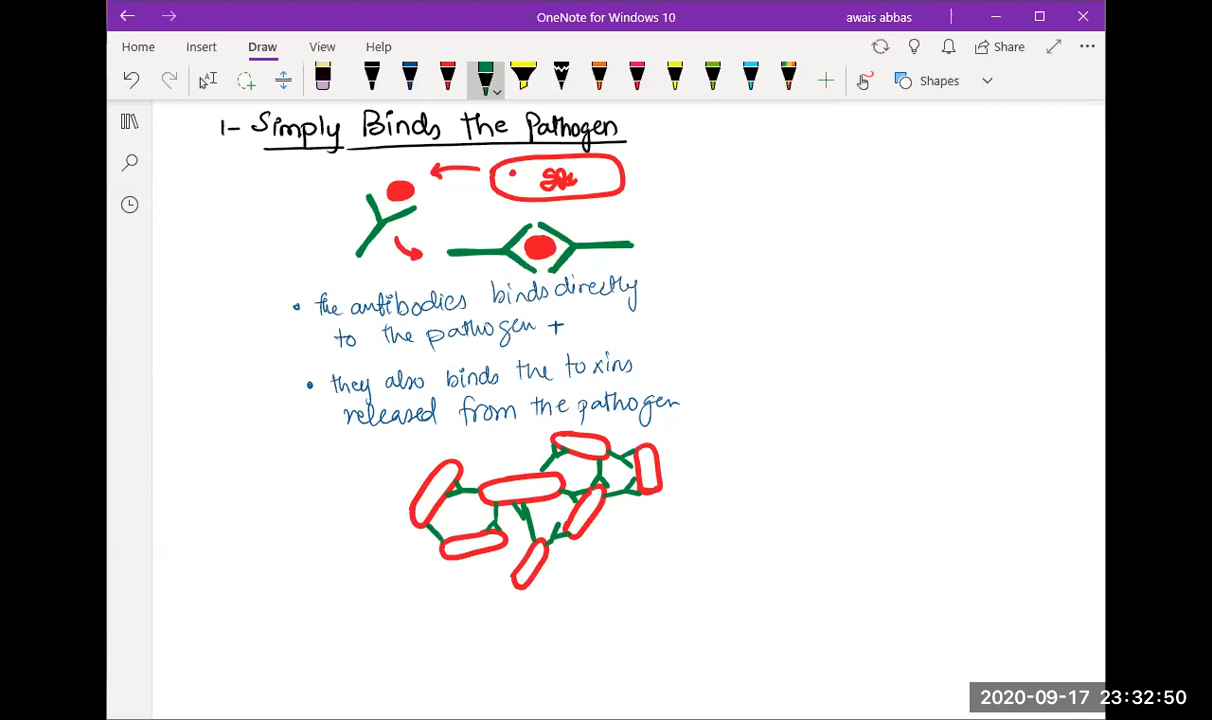 OneNote for Windows 10
awais abbas
Home Insert Draw View Help
Share
Shapes
1- Simply Binds the Pathogen
• the antibodies binds directly
to the pathogen +
• they also binds the toxins
released from the pathogen
2020-09-17 23:32:50